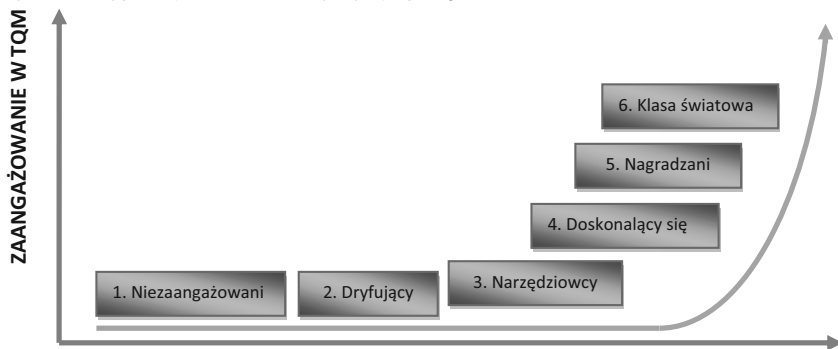 ZAANGAŻOWANIE W TQM
6. Klasa światowa
5. Nagradzani
4. Doskonalący się
3. Narzędziowcy
1. Niezaangażowani
2. Dryfujący